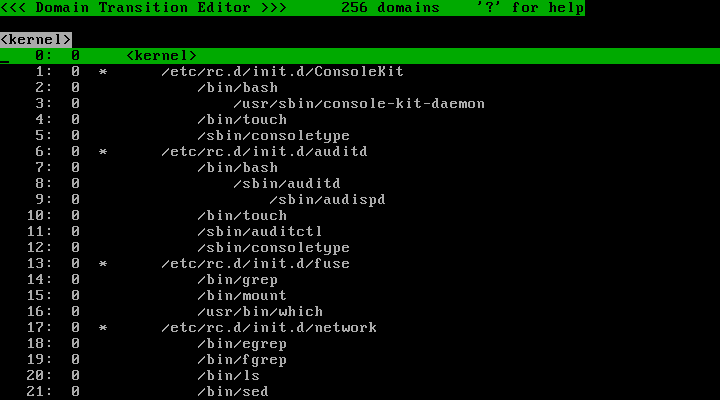 <<< Domain Transition Editor >>>      256 domains    '?' for help
<kernel>
0:  0     <kernel>
1:  0  *      /etc/rc.d/init.d/ConsoleKit
2:  0             /bin/bash
3:  0                 /usr/sbin/console-kit-daemon
4:  0             /bin/touch
5:  0             /sbin/consoletype
6:  0  *      /etc/rc.d/init.d/auditd
7:  0             /bin/bash
8:  0                 /sbin/auditd
9:  0                     /sbin/audispd
10:  0             /bin/touch
11:  0             /sbin/auditctl
12:  0             /sbin/consoletype
13:  0  *      /etc/rc.d/init.d/fuse
14:  0             /bin/grep
15:  0             /bin/mount
16:  0             /usr/bin/which
17:  0  *      /etc/rc.d/init.d/network
18:  0             /bin/egrep
19:  0             /bin/fgrep
20:  0             /bin/ls
21:  0             /bin/sed